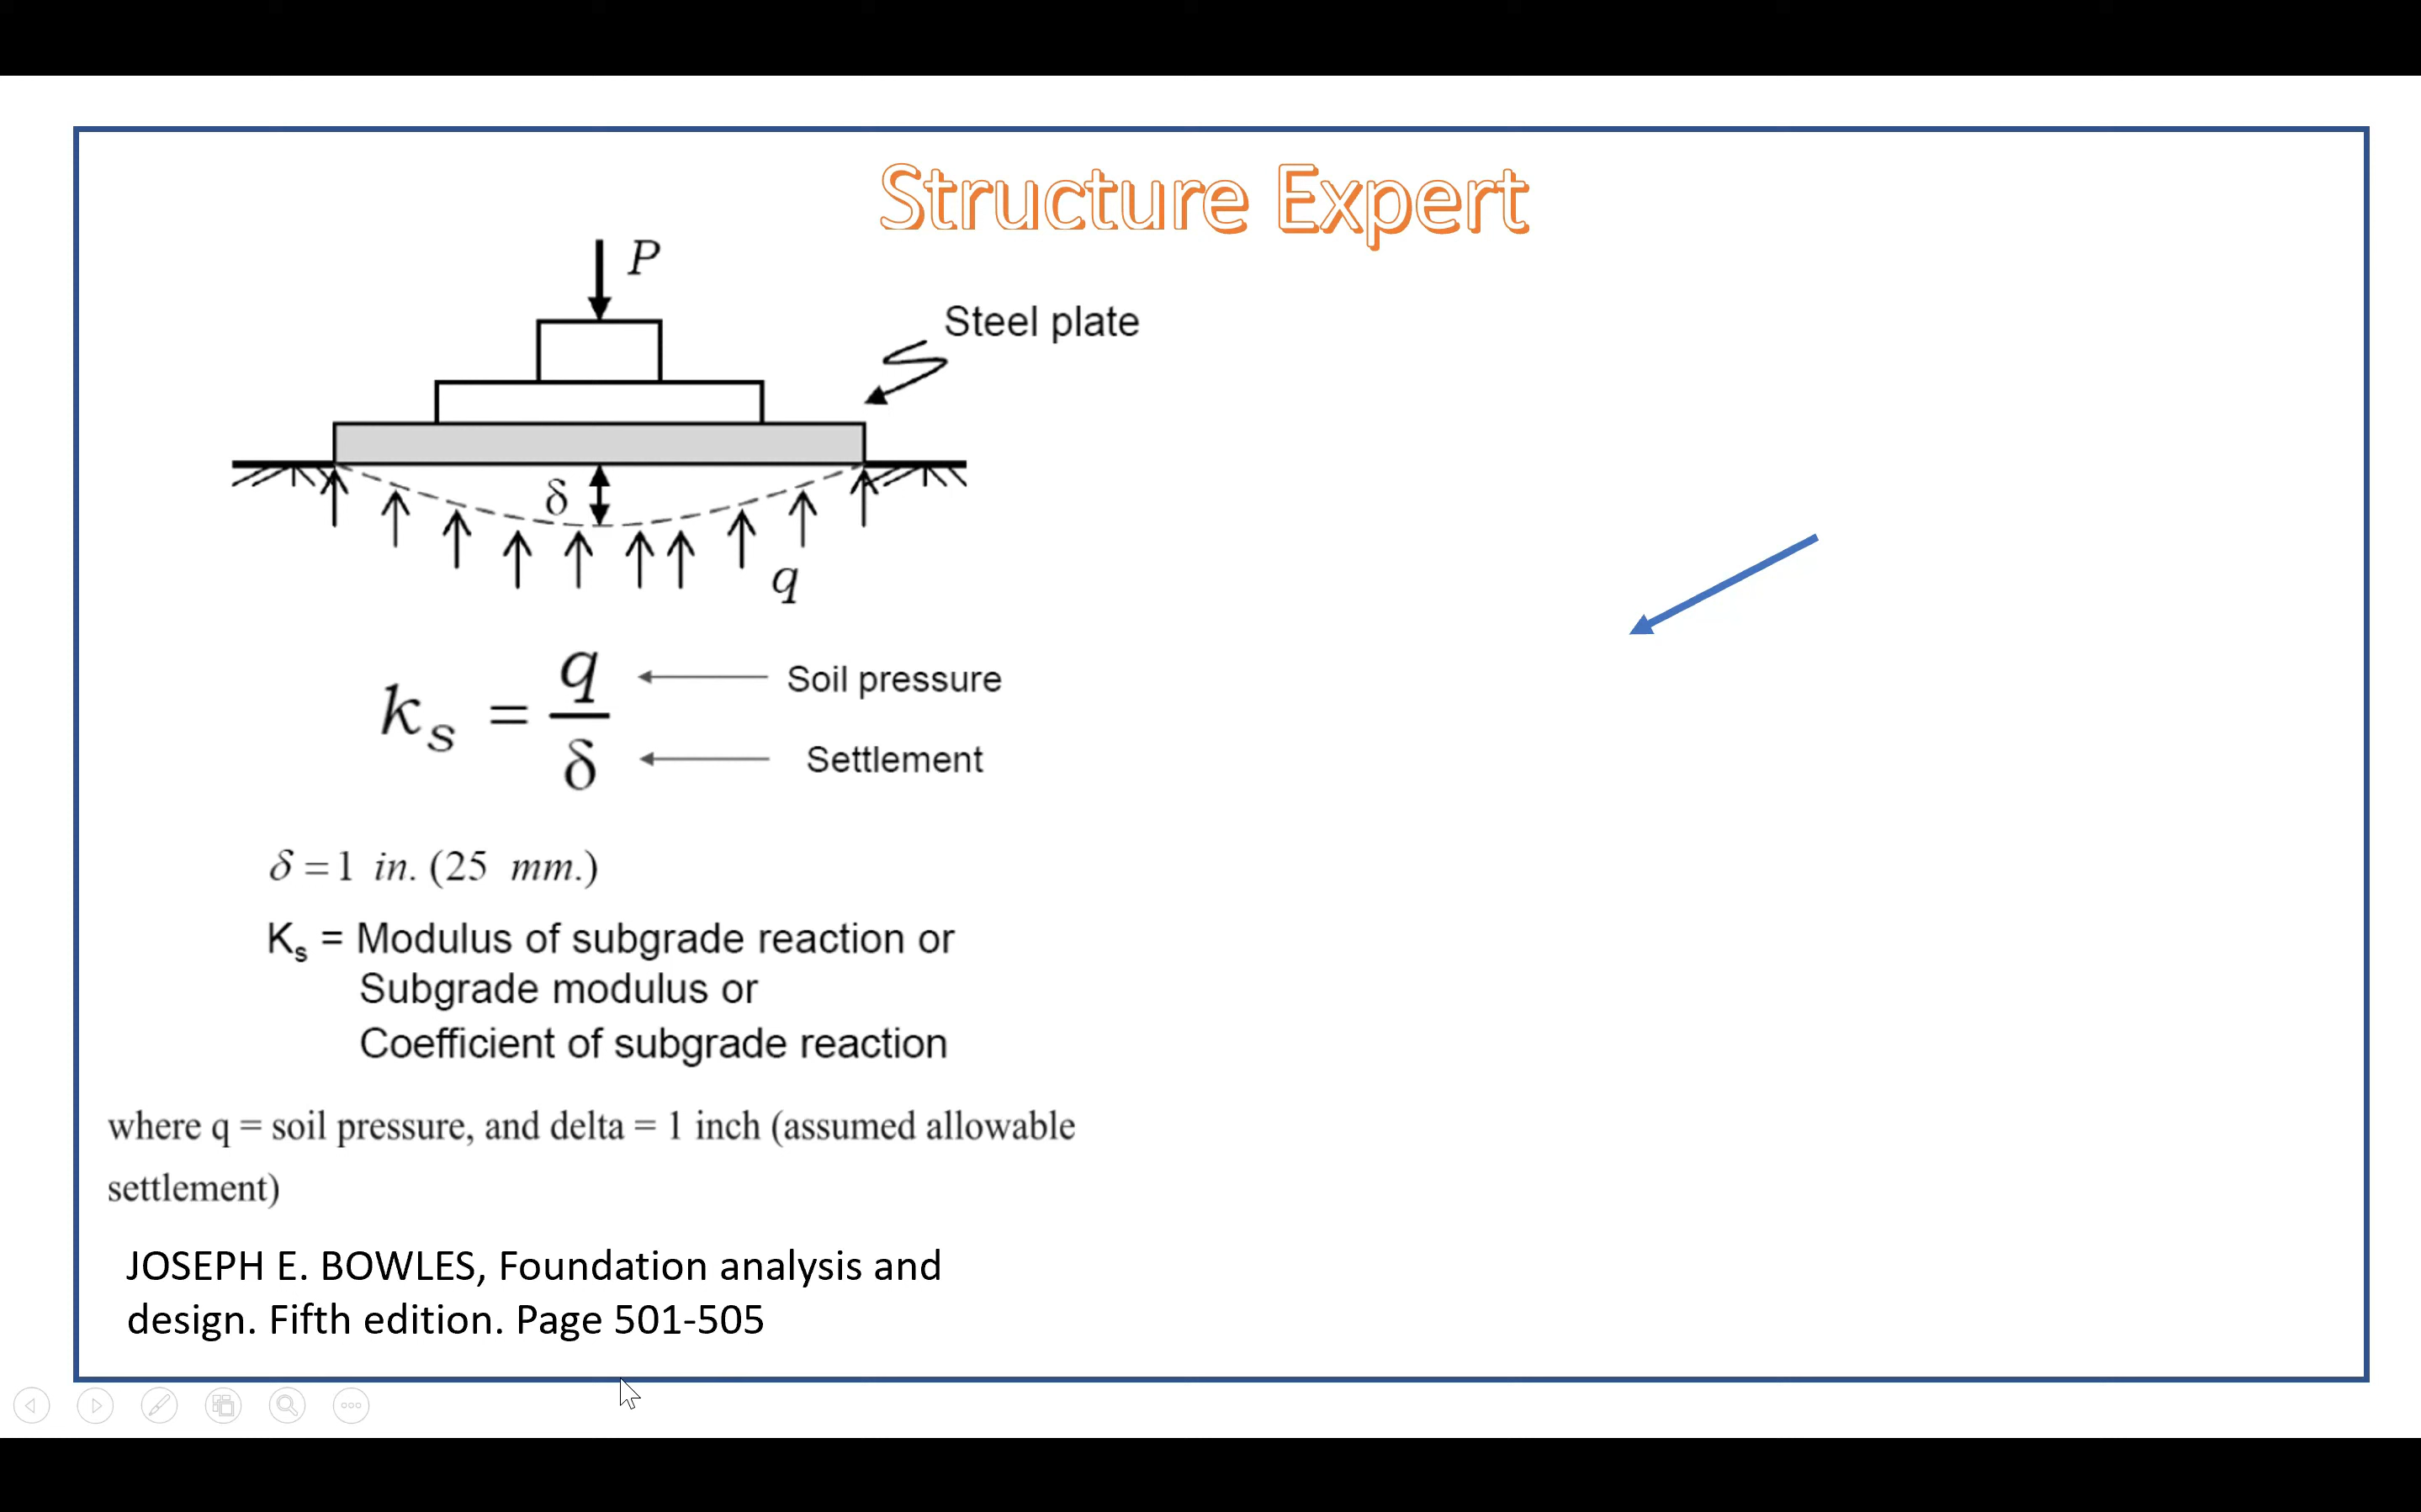 Structure Expert
P
Steel plate
δ
q
k_s = q/δ
Soil pressure
Settlement
δ = 1 in. (25 mm.)
K_s = Modulus of subgrade reaction or
Subgrade modulus or
Coefficient of subgrade reaction
where q = soil pressure, and delta = 1 inch (assumed allowable
settlement)
JOSEPH E. BOWLES, Foundation analysis and
design. Fifth edition. Page 501-505